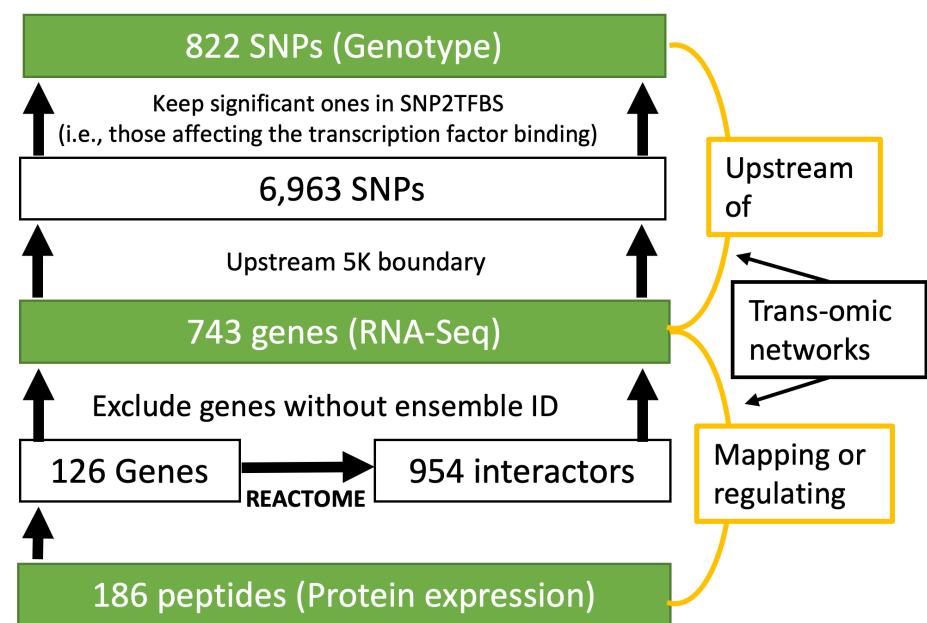 822 SNPs (Genotype)
Keep significant ones in SNP2TFBS
(i.e., those affecting the transcription factor binding)
6,963 SNPs
Upstream 5K boundary
743 genes (RNA-Seq)
Exclude genes without ensemble ID
126 Genes
REACTOME
954 interactors
186 peptides (Protein expression)
Upstream
of
Trans-omic
networks
Mapping or
regulating